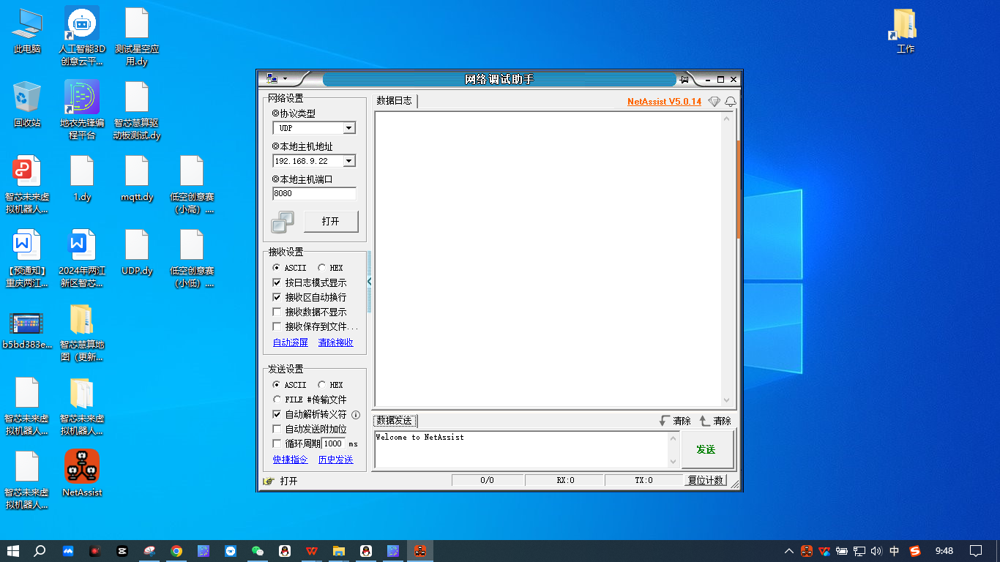 此电脑
人工智能3D
创意云平...
测试星空应
用.dy
工作
回收站
地衣先锋编
程平台
智芯慧算驱
动板测试.dy
智芯未来虚
拟机器人...
1.dy
mqtt.dy
低空创意赛
（小高）....
【预通知】
重庆两江...
2024年两江
新区智芯...
UDP.dy
低空创意赛
（小低）....
b5bd383e...
智芯慧算地
图（更新...
智芯未来虚
拟机器人...
智芯未来虚
拟机器人...
智芯未来虚
拟机器人...
NetAssist
网络调试助手
网络设置
协议类型
UDP
本地主机地址
192.168.9.22
本地主机端口
8080
打开
接收设置
ASCII HEX
按日志模式显示
接收区自动换行
接收数据不显示
接收保存到文件...
自动滚屏 清除接收
发送设置
ASCII HEX
FILE #传输文件
自动解析转义符
自动发送附加位
循环周期 1000 ms
快捷指令 历史发送
数据日志
NetAssist V5.0.14
数据发送
清除 清除
Welcome to NetAssist
发送
打开
0/0
RX:0
TX:0
复位计数
中
9:48